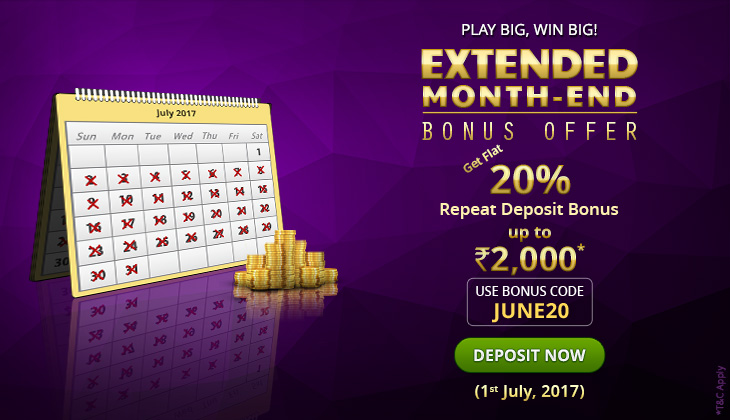 PLAY BIG, WIN BIG!
EXTENDED
MONTH-END
BONUS OFFER
Get Flat
20%
Repeat Deposit Bonus
up to
₹2,000*
USE BONUS CODE
JUNE20
DEPOSIT NOW
(1st July, 2017)
*T&C Apply
July 2017
Sun Mon Tue Wed Thu Fri Sat
1
2 3 4 5 6 7 8
9 10 11 12 13 14 15
16 17 18 19 20 21 22
23 24 25 26 27 28 29
30 31